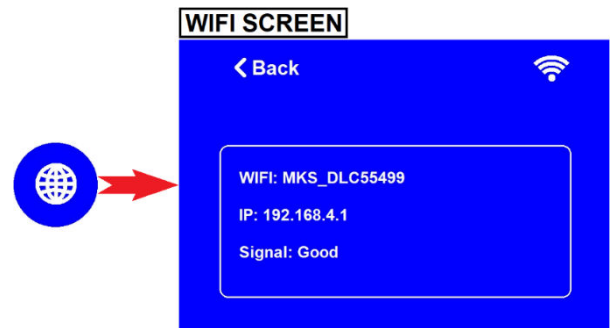 WIFI SCREEN
Back
WIFI: MKS_DLC55499
IP: 192.168.4.1
Signal: Good